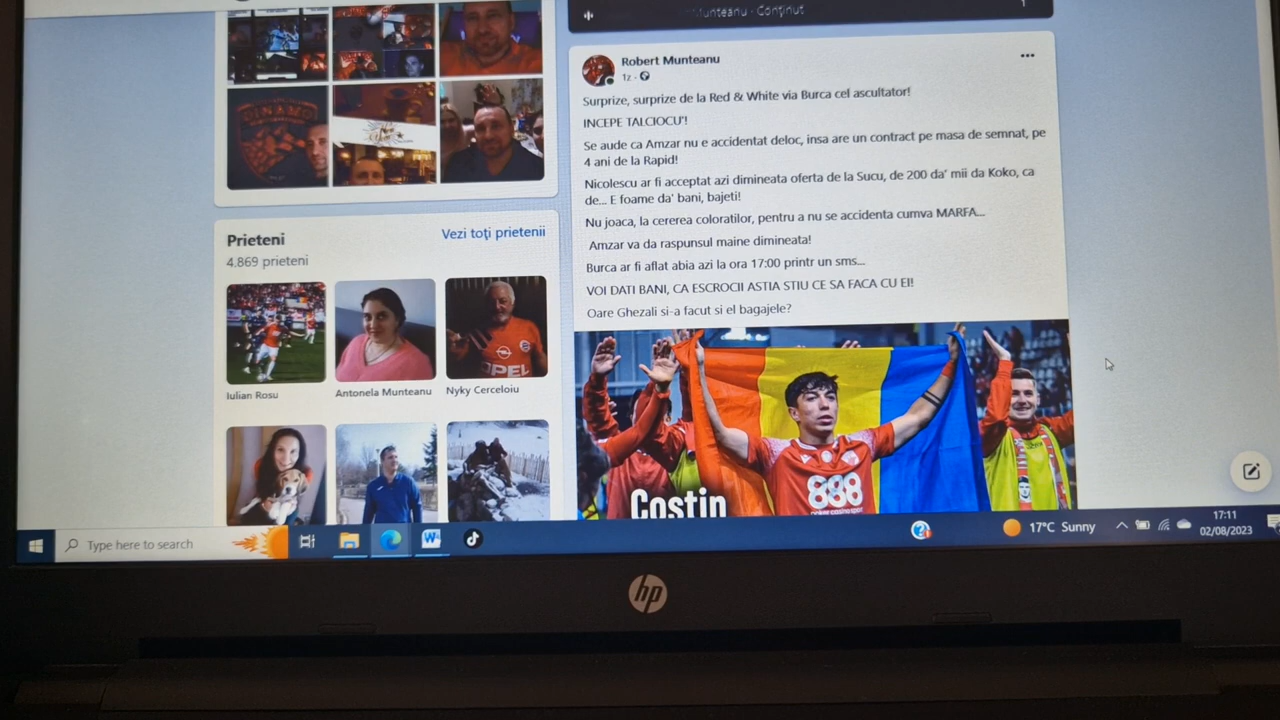 Munteanu · Conținut
Robert Munteanu
1z ·
Surprize, surprize de la Red & White via Burca cel ascultator!
INCEPE TALCIOCU'!
Se aude ca Amzar nu e accidentat deloc, insa are un contract pe masa de semnat, pe
4 ani de la Rapid!
Nicolescu ar fi acceptat azi dimineata oferta de la Sucu, de 200 da' mii da Koko, ca
de... E foame da' bani, bajeti!
Nu joaca, la cererea coloratilor, pentru a nu se accidenta cumva MARFA...
Amzar va da raspunsul maine dimineata!
Burca ar fi aflat abia azi la ora 17:00 printr un sms...
VOI DATI BANI, CA ESCROCII ASTIA STIU CE SA FACA CU EI!
Oare Ghezali si-a facut si el bagajele?
888
Costin
DINAMO
Prieteni
Vezi toți prietenii
4.869 prieteni
OPEL
Iulian Rosu
Antonela Munteanu
Nyky Cerceloiu
Type here to search
17°C Sunny
17:11
02/08/2023
hp